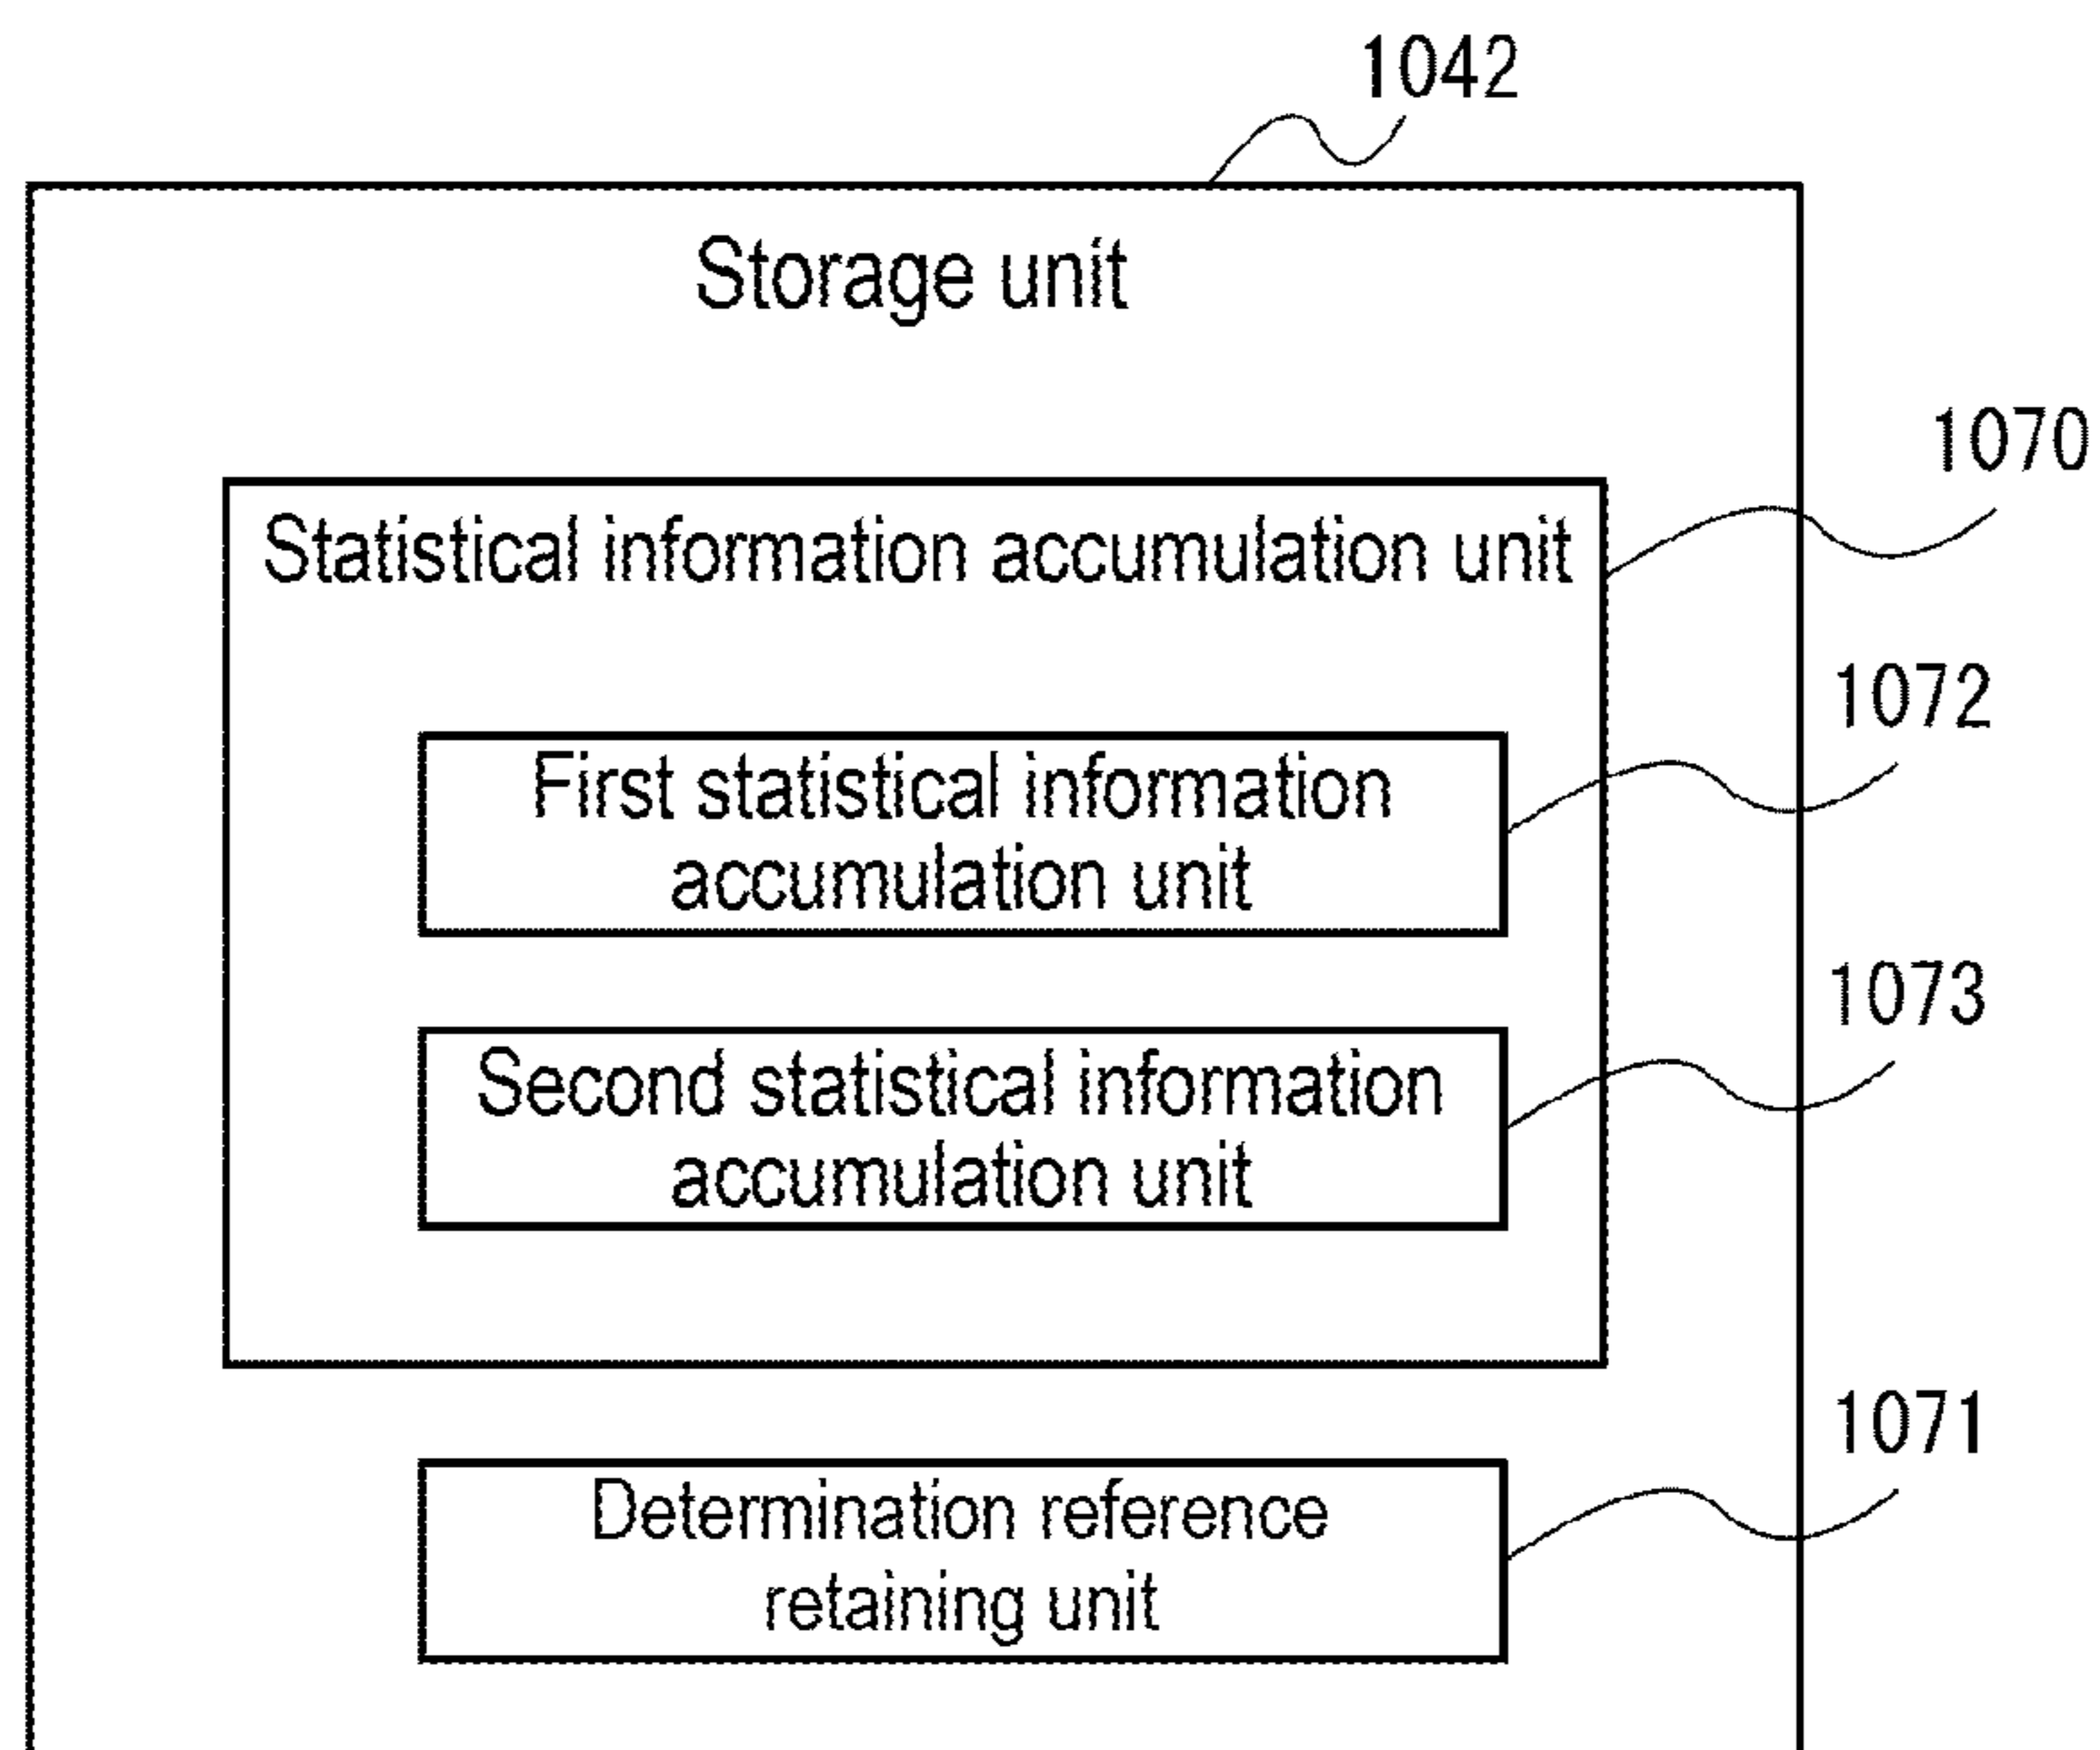 1042
Storage unit
1070
Statistical information accumulation unit
1072
First statistical information
accumulation unit
1073
Second statistical information
accumulation unit
1071
Determination reference
retaining unit